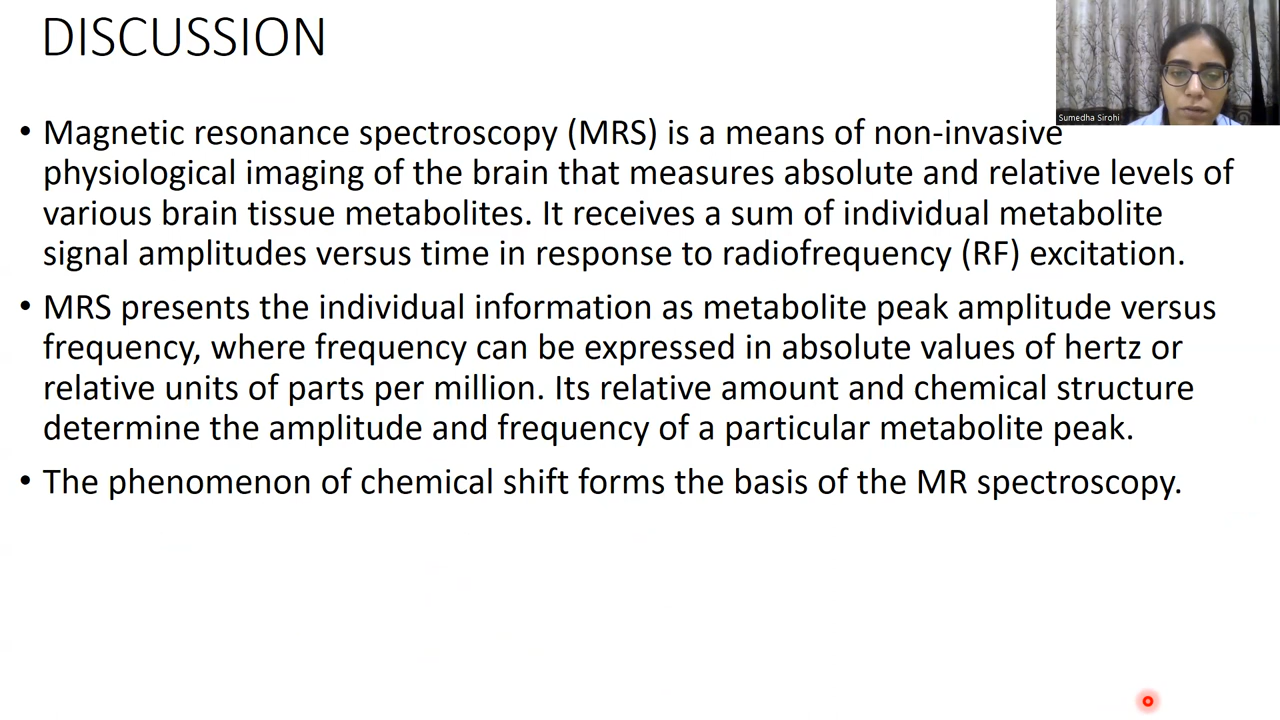 DISCUSSION
Sumedha Sirohi
• Magnetic resonance spectroscopy (MRS) is a means of non-invasive
physiological imaging of the brain that measures absolute and relative levels of
various brain tissue metabolites. It receives a sum of individual metabolite
signal amplitudes versus time in response to radiofrequency (RF) excitation.
• MRS presents the individual information as metabolite peak amplitude versus
frequency, where frequency can be expressed in absolute values of hertz or
relative units of parts per million. Its relative amount and chemical structure
determine the amplitude and frequency of a particular metabolite peak.
• The phenomenon of chemical shift forms the basis of the MR spectroscopy.